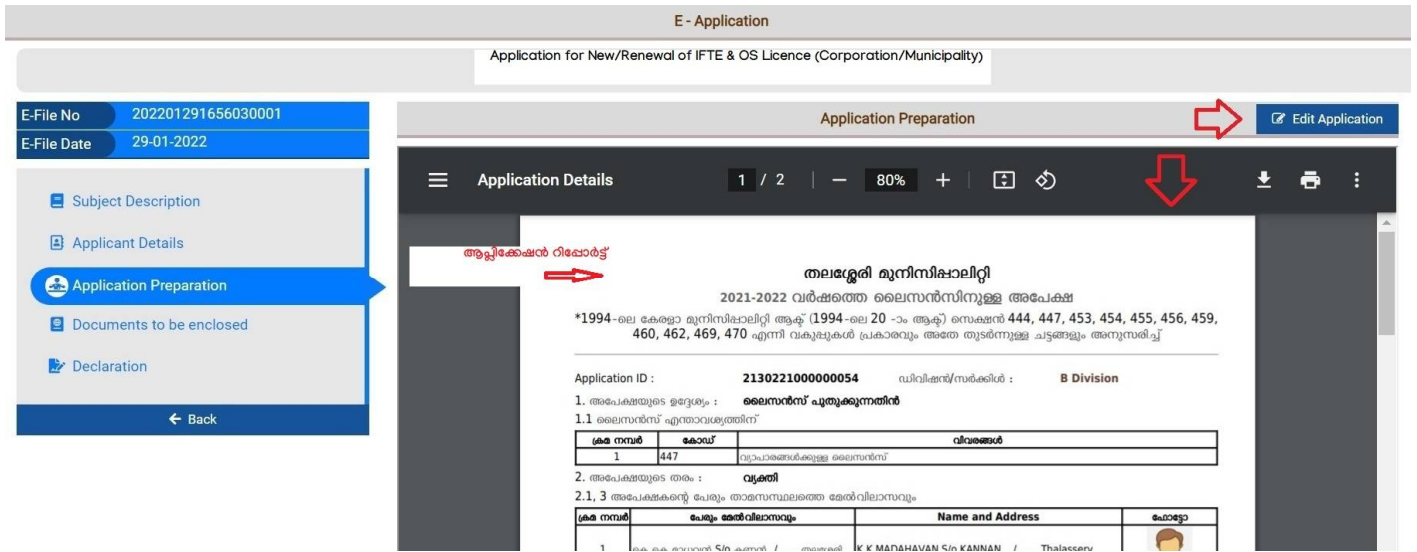 E - Application
Application for New/Renewal of IFTE & OS Licence (Corporation/Municipality)
E-File No 202201291656030001
E-File Date 29-01-2022
Subject Description
Applicant Details
Application Preparation
Documents to be enclosed
Declaration
Back
Application Preparation
Edit Application
Application Details 1 / 2 80%
ആപ്ലിക്കേഷൻ റിപ്പോർട്ട്
തലശ്ശേരി മുനിസിപ്പാലിറ്റി
2021-2022 വർഷത്തെ ലൈസൻസിനുള്ള അപേക്ഷ
*1994-ലെ കേരളാ മുനിസിപ്പാലിറ്റി ആക്ട് (1994-ലെ 20 -ാം ആക്ട്) സെക്ഷൻ 444, 447, 453, 454, 455, 456, 459,
460, 462, 469, 470 എന്നി വകുപ്പുകൾ പ്രകാരവും അതേ തുടർന്നുള്ള ചട്ടങ്ങളും അനുസരിച്ച്
Application ID : 2130221000000054 ഡിവിഷൻ/സർക്കിൾ : B Division
1. അപേക്ഷയുടെ ഉദ്ദേശ്യം : ലൈസൻസ് പുതുക്കുന്നതിൻ
1.1 ലൈസൻസ് എന്താവശ്യത്തിന്
ക്രമ നമ്പർ കോഡ് വിവരങ്ങൾ
1 447 വ്യാപാരങ്ങൾക്കുള്ള ലൈസൻസ്
2. അപേക്ഷയുടെ തരം : വ്യക്തി
2.1, 3 അപേക്ഷകന്റെ പേരും താമസസ്ഥലത്തെ മേൽവിലാസവും
ക്രമ നമ്പർ പേരും മേൽവിലാസവും Name and Address ഫോട്ടോ
1 കെ കെ മാധവൻ S/o കണ്ണൻ / തലശ്ശേരി K K MADAHAVAN S/o KANNAN / Thalassery